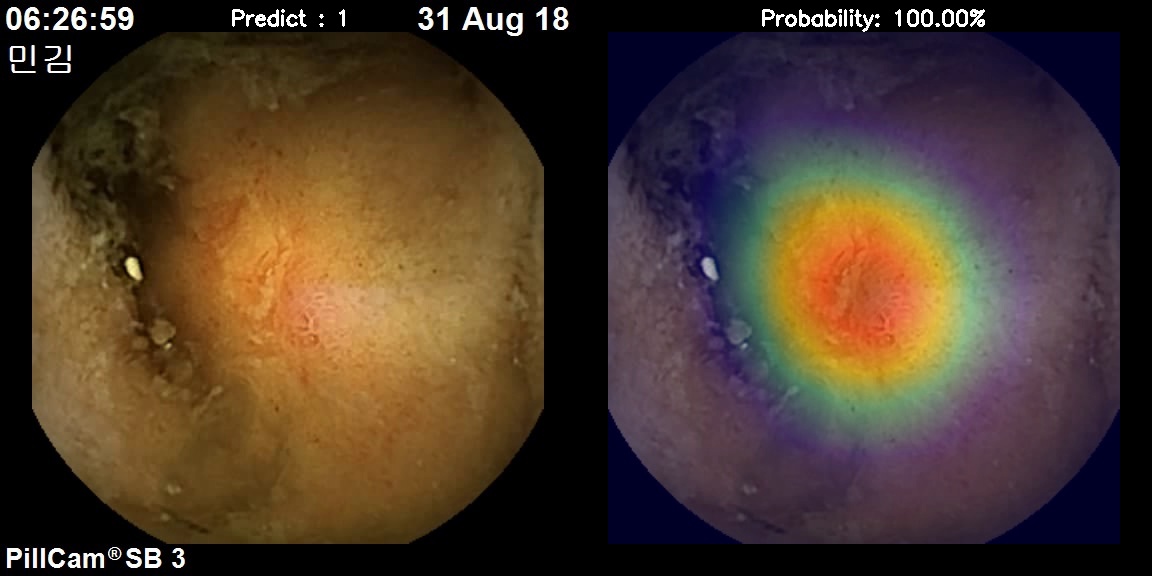 06:26:59
Predict : 1
31 Aug 18
Probability: 100.00%
민김
PillCam® SB 3